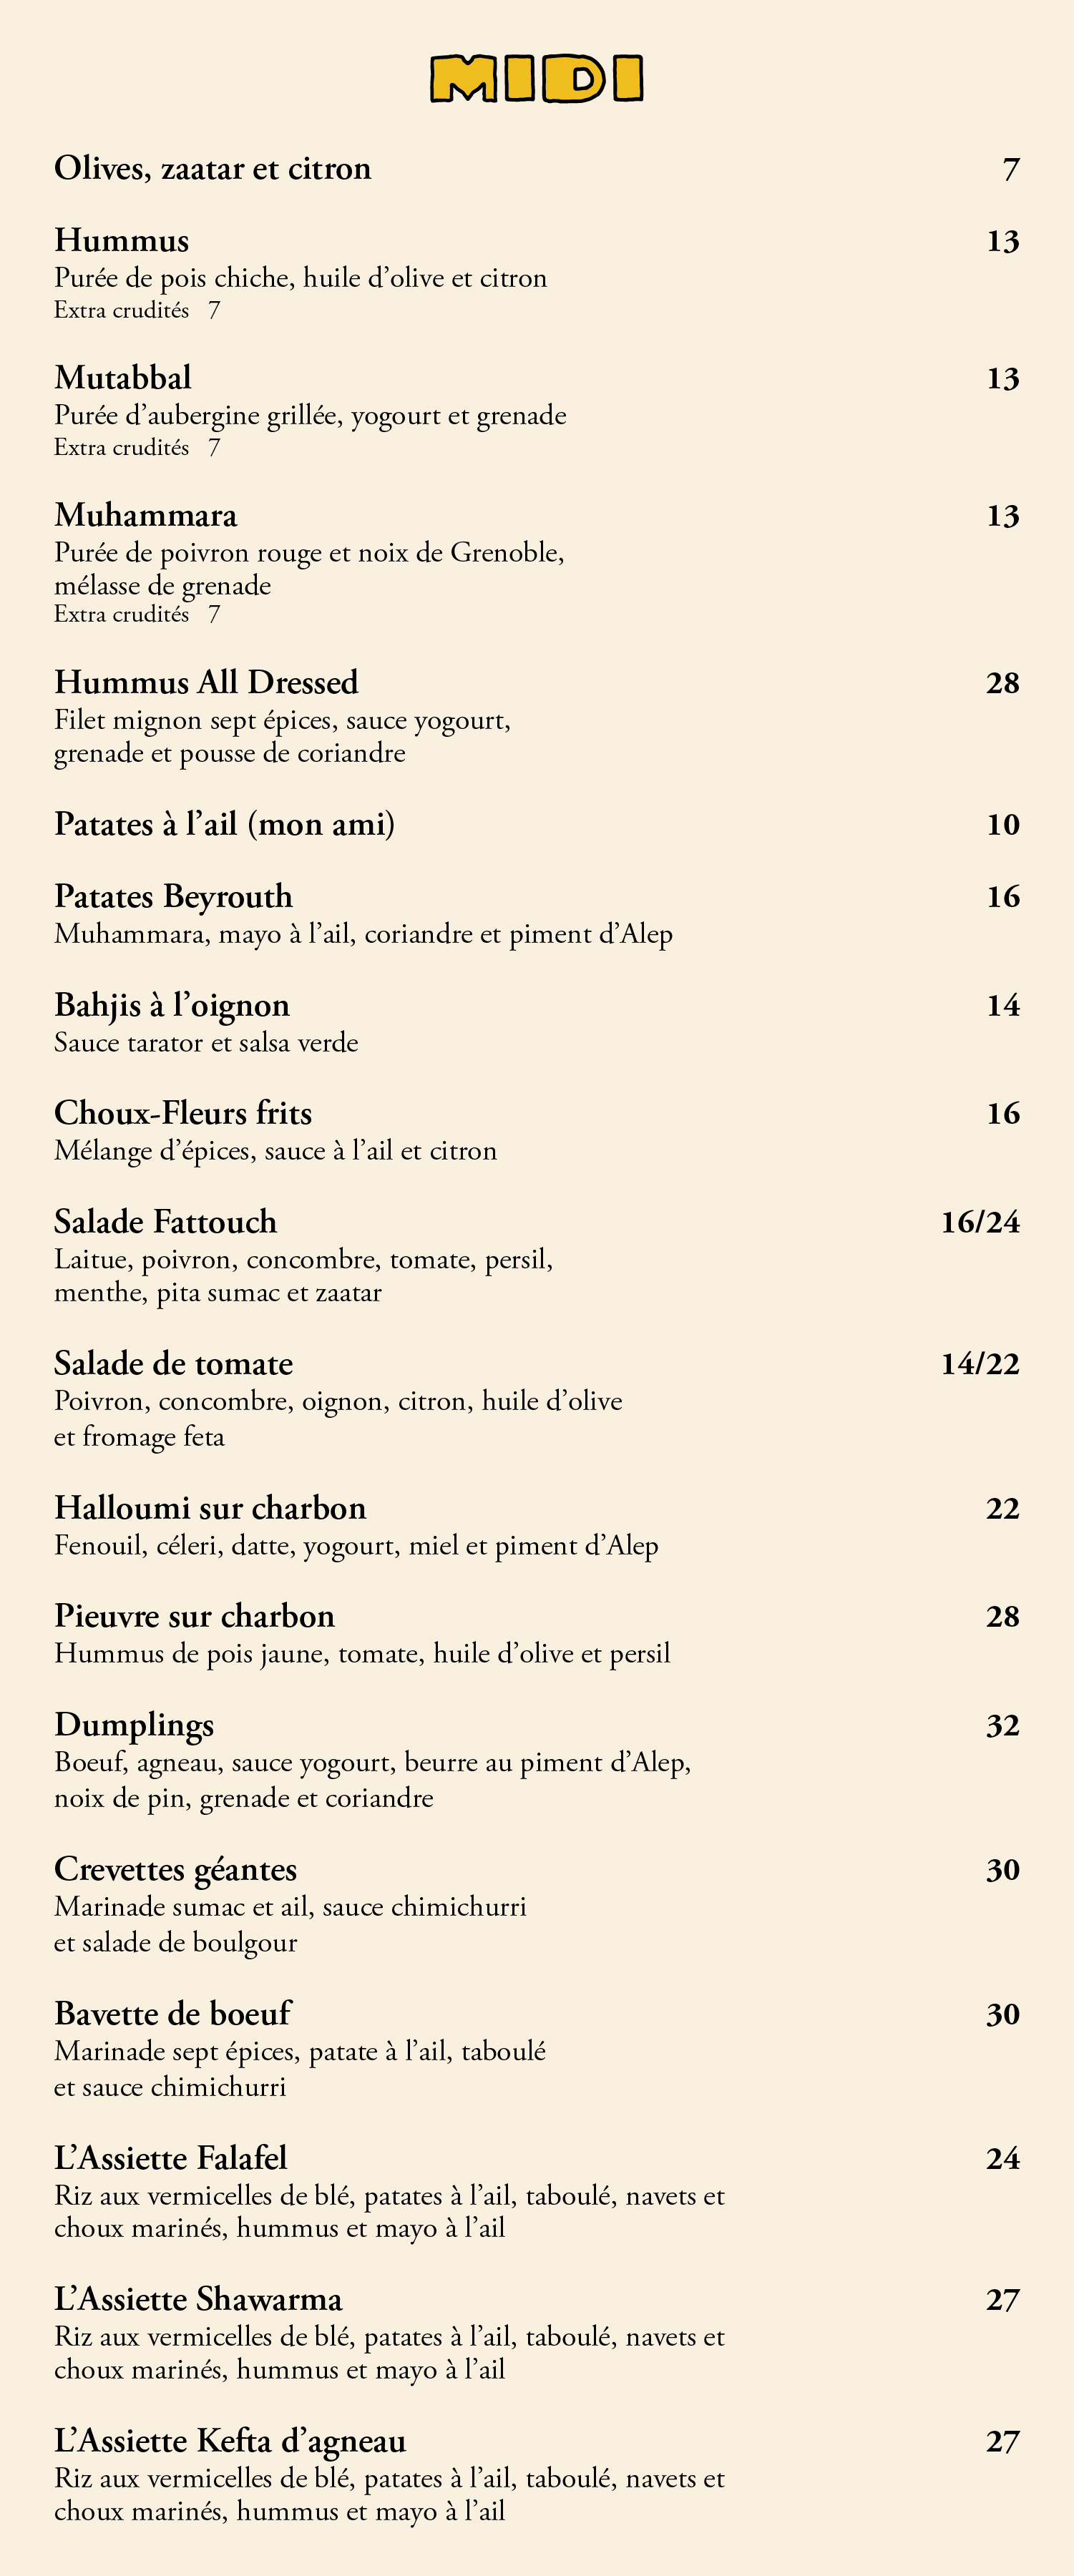 MIDI
Olives, zaatar et citron 7
Hummus 13
Purée de pois chiche, huile d’olive et citron
Extra crudités 7
Mutabbal 13
Purée d’aubergine grillée, yogourt et grenade
Extra crudités 7
Muhammara 13
Purée de poivron rouge et noix de Grenoble,
mélasse de grenade
Extra crudités 7
Hummus All Dressed 28
Filet mignon sept épices, sauce yogourt,
grenade et pousse de coriandre
Patates à l’ail (mon ami) 10
Patates Beyrouth 16
Muhammara, mayo à l’ail, coriandre et piment d’Alep
Bahjis à l’oignon 14
Sauce tarator et salsa verde
Choux-Fleurs frits 16
Mélange d’épices, sauce à l’ail et citron
Salade Fattouch 16/24
Laitue, poivron, concombre, tomate, persil,
menthe, pita sumac et zaatar
Salade de tomate 14/22
Poivron, concombre, oignon, citron, huile d’olive
et fromage feta
Halloumi sur charbon 22
Fenouil, céleri, datte, yogourt, miel et piment d’Alep
Pieuvre sur charbon 28
Hummus de pois jaune, tomate, huile d’olive et persil
Dumplings 32
Boeuf, agneau, sauce yogourt, beurre au piment d’Alep,
noix de pin, grenade et coriandre
Crevettes géantes 30
Marinade sumac et ail, sauce chimichurri
et salade de boulgour
Bavette de boeuf 30
Marinade sept épices, patate à l’ail, taboulé
et sauce chimichurri
L’Assiette Falafel 24
Riz aux vermicelles de blé, patates à l’ail, taboulé, navets et
choux marinés, hummus et mayo à l’ail
L’Assiette Shawarma 27
Riz aux vermicelles de blé, patates à l’ail, taboulé, navets et
choux marinés, hummus et mayo à l’ail
L’Assiette Kefta d’agneau 27
Riz aux vermicelles de blé, patates à l’ail, taboulé, navets et
choux marinés, hummus et mayo à l’ail